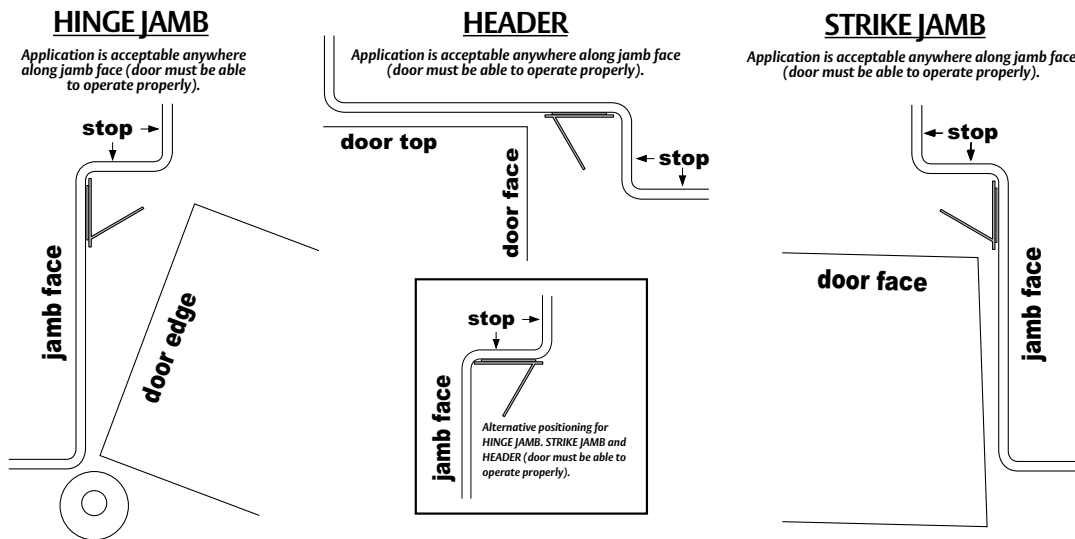 HINGE JAMB
Application is acceptable anywhere
along jamb face (door must be able
to operate properly).
stop
jamb face
door edge
HEADER
Application is acceptable anywhere along jamb face
(door must be able to operate properly).
door top
door face
stop
stop
jamb face
Alternative positioning for
HINGE JAMB. STRIKE JAMB and
HEADER (door must be able to
operate properly).
STRIKE JAMB
Application is acceptable anywhere along jamb face
(door must be able to operate properly).
stop
door face
jamb face